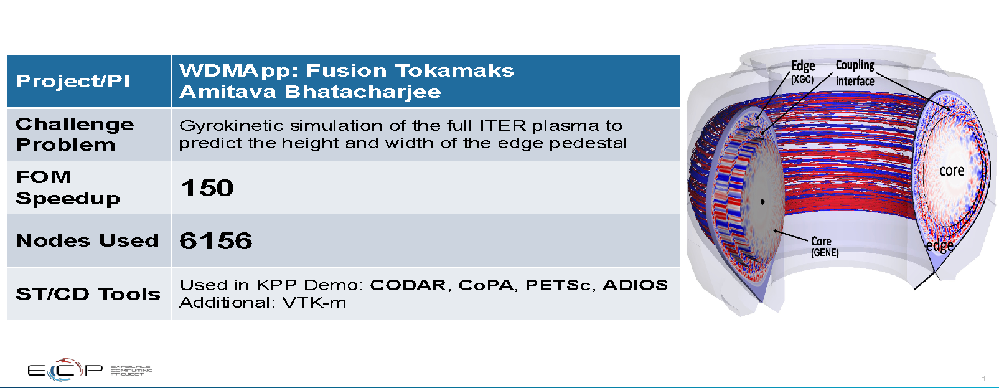 Project/PI
WDMApp: Fusion Tokamaks
Amitava Bhatacharjee
Challenge
Problem
Gyrokinetic simulation of the full ITER plasma to
predict the height and width of the edge pedestal
FOM
Speedup
150
Nodes Used
6156
ST/CD Tools
Used in KPP Demo: CODAR, CoPA, PETSc, ADIOS
Additional: VTK-m
Edge
(XGC)
Coupling
interface
core
Core
(GENE)
edge
ECP
EXASCALE
COMPUTING
PROJECT
1